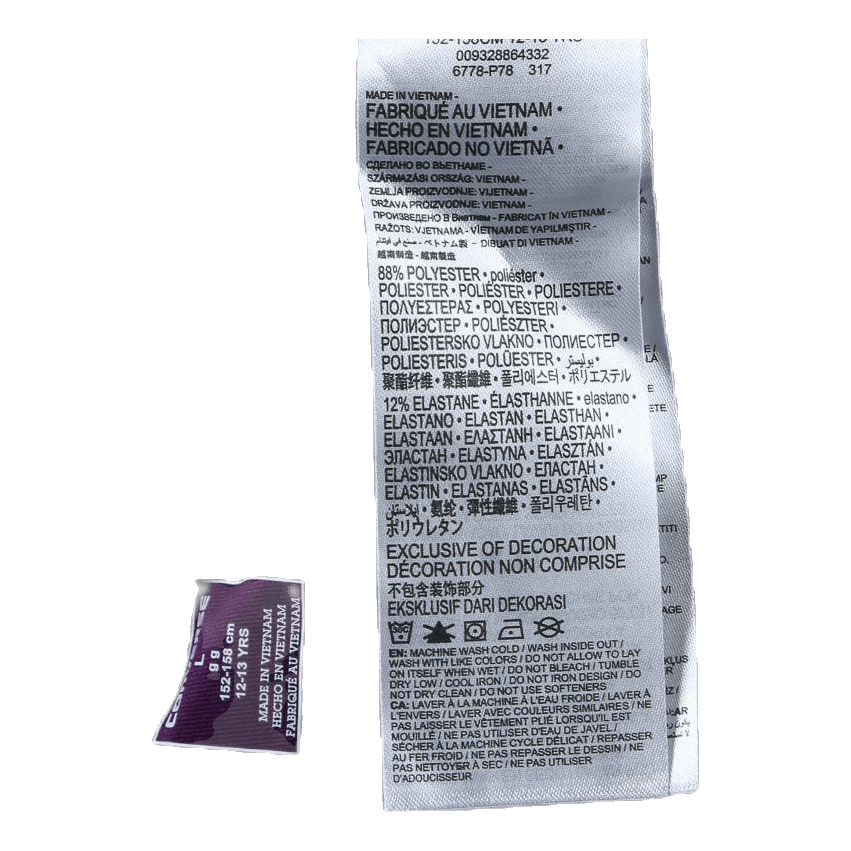 009328864332
6778-P78 317
MADE IN VIETNAM -
FABRIQUÉ AU VIETNAM •
HECHO EN VIETNAM •
FABRICADO NO VIETNÃ •
СДЕЛАНО ВО ВЬЕТНАМЕ -
SZÁRMAZÁSI ORSZÁG: VIETNAM -
ZEMLJA PROIZVODNJE: VIJETNAM -
DRŽAVA PROIZVODNJE: VIETNAM -
ПРОИЗВЕДЕНО В Виетнам - FABRICAT ÎN VIETNAM -
RAŽOTS: VJETNAMA - VİETNAM DE YAPILMIŞTIR -
صنع في فيتنام - ベトナム製 - DIBUAT DI VIETNAM -
越南制造 - 越南製造
88% POLYESTER • poliéster •
POLIESTER • POLIÉSTER • POLIESTERE •
ΠΟΛΥΕΣΤΕΡΑΣ • POLYESTERI •
ПОЛИЭСТЕР • POLIÉSZTER •
POLIESTERSKO VLAKNO • ПОЛИЕСТЕР •
POLIESTERIS • POLÜESTER • بوليستر •
聚酯纤维 • 聚酯纖維 • 폴리에스터 • ポリエステル
12% ELASTANE • ÉLASTHANNE • elastano •
ELASTANO • ELASTAN • ELASTHAN •
ELASTAAN • ΕΛΑΣΤΑΝΗ • ELASTAANI •
ЭЛАСТАН • ELASTYNA • ELASZTÁN •
ELASTINSKO VLAKNO • ЕЛАСТАН •
ELASTIN • ELASTANAS • ELASTĀNS •
إيلاستان • 氨纶 • 彈性纖維 • 폴리우레탄 •
ポリウレタン
EXCLUSIVE OF DECORATION
DÉCORATION NON COMPRISE
不包含装饰部分
EKSKLUSIF DARI DEKORASI
EN: MACHINE WASH COLD / WASH INSIDE OUT /
WASH WITH LIKE COLORS / DO NOT ALLOW TO LAY
ON ITSELF WHEN WET / DO NOT BLEACH / TUMBLE
DRY LOW / COOL IRON / DO NOT IRON DESIGN / DO
NOT DRY CLEAN / DO NOT USE SOFTENERS
CA: LAVER À LA MACHINE À L'EAU FROIDE / LAVER À
L'ENVERS / LAVER AVEC COULEURS SIMILAIRES / NE
PAS LAISSER LE VÊTEMENT PLIÉ LORSQU'IL EST
MOUILLÉ / NE PAS UTILISER D'EAU DE JAVEL /
SÉCHER À LA MACHINE CYCLE DÉLICAT / REPASSER
AU FER FROID / NE PAS REPASSER LE DESSIN / NE
PAS NETTOYER À SEC / NE PAS UTILISER
D'ADOUCISSEUR
L
g g
152-158 cm
12-13 YRS
MADE IN VIETNAM
HECHO EN VIETNAM
FABRIQUÉ AU VIETNAM